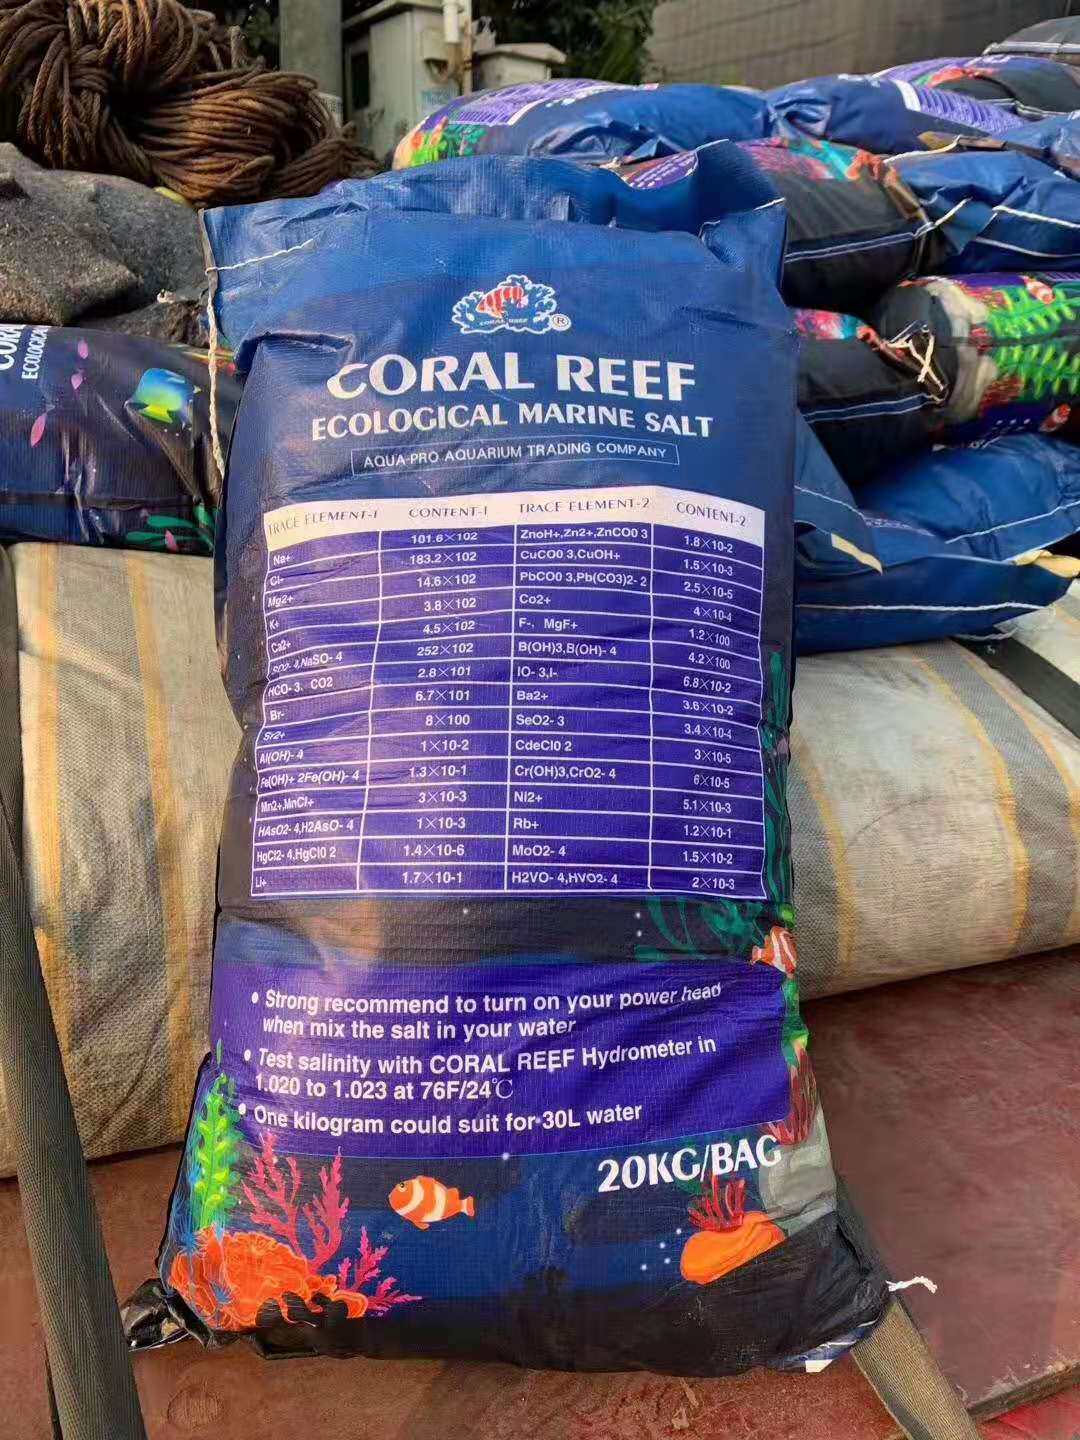 CORAL REEF
®
CORAL REEF
ECOLOGICAL MARINE SALT
AQUA-PRO AQUARIUM TRADING COMPANY
TRACE ELEMENT-1 CONTENT-1 TRACE ELEMENT-2 CONTENT-2
Na+ 101.6×102 ZnoH+,Zn2+,ZnCO0 3 1.8×10-2
Cl- 183.2×102 CuCO0 3,CuOH+ 1.5×10-3
Mg2+ 14.6×102 PbCO0 3,Pb(CO3)2- 2 2.5×10-5
K+ 3.8×102 Co2+ 4×10-4
Ca2+ 4.5×102 F-、MgF+ 1.2×100
SO2- 4,NaSO- 4 252×102 B(OH)3,B(OH)- 4 4.2×100
HCO- 3、CO2 2.8×101 IO- 3,I- 6.8×10-2
Br- 6.7×101 Ba2+ 3.6×10-2
Sr2+ 8×100 SeO2- 3 3.4×10-4
Al(OH)- 4 1×10-2 CdeCl0 2 3×10-5
Fe(OH)+ 2Fe(OH)- 4 1.3×10-1 Cr(OH)3,CrO2- 4 6×10-5
Mn2+,MnCl+ 3×10-3 NI2+ 5.1×10-3
HAsO2- 4,H2AsO- 4 1×10-3 Rb+ 1.2×10-1
HgCl2- 4,HgCl0 2 1.4×10-6 MoO2- 4 1.5×10-2
Li+ 1.7×10-1 H2VO- 4,HVO2- 4 2×10-3
• Strong recommend to turn on your power head
when mix the salt in your water
• Test salinity with CORAL REEF Hydrometer in
1.020 to 1.023 at 76F/24℃
• One kilogram could suit for 30L water
20KG/BAG